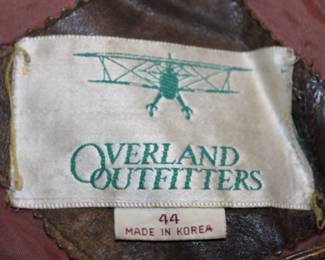 OVERLAND
OUTFITTERS
44
MADE IN KOREA